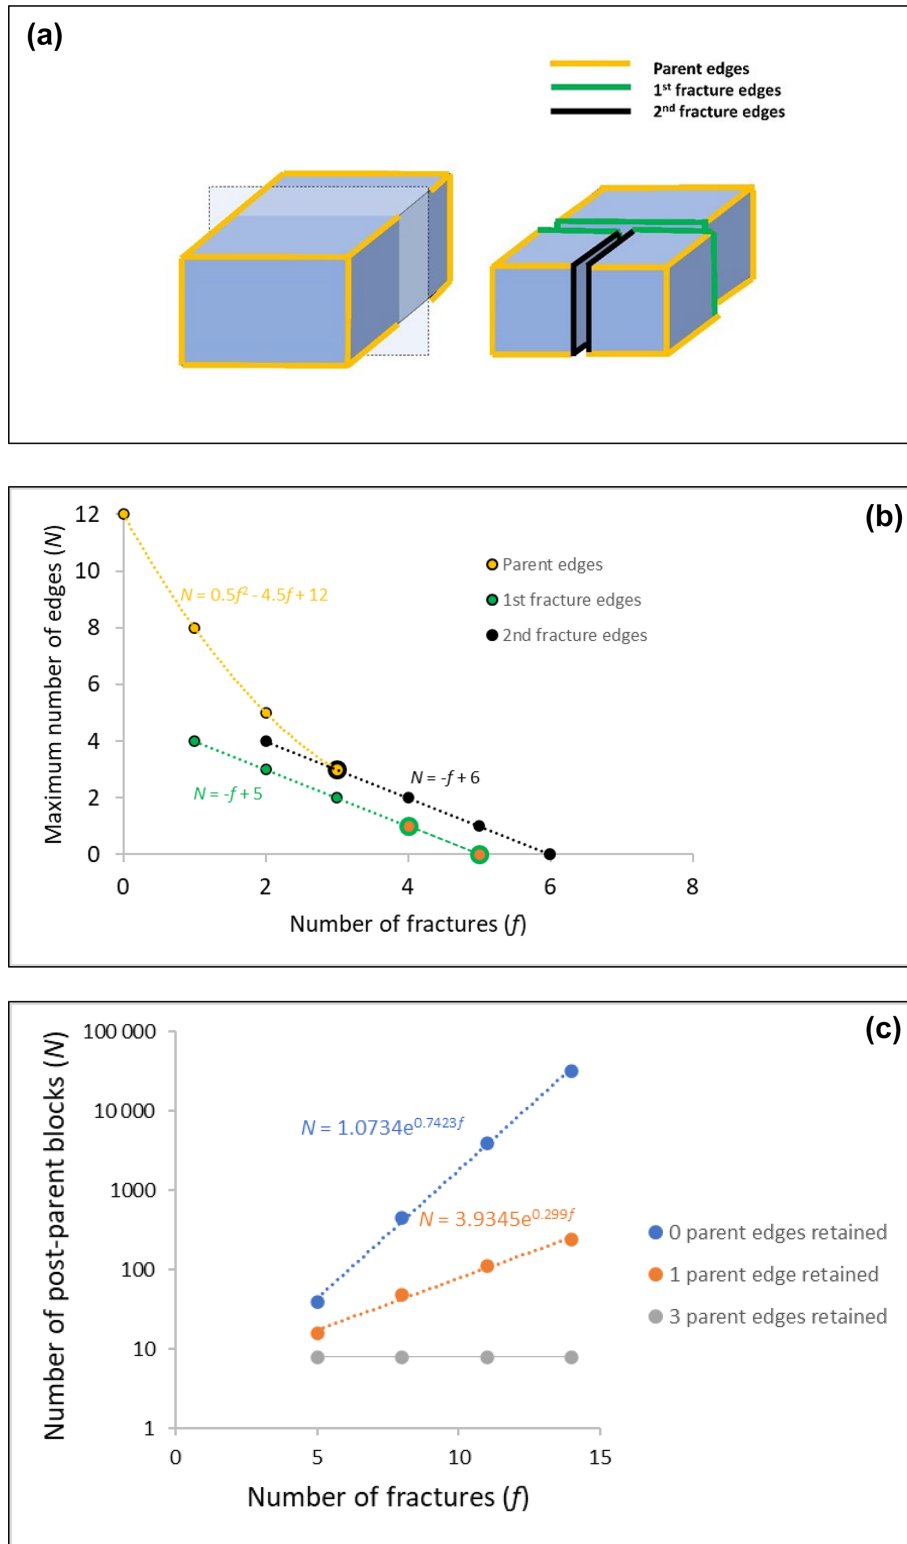 (a)
Parent edges
1st fracture edges
2nd fracture edges
(b)
Maximum number of edges (N)
12
10
8
6
4
2
0
N = 0.5f² - 4.5f + 12
Parent edges
1st fracture edges
2nd fracture edges
N = -f + 6
N = -f + 5
0 2 4 6 8
Number of fractures (f)
(c)
Number of post-parent blocks (N)
100 000
10 000
1000
100
10
1
N = 1.0734e^0.7423f
N = 3.9345e^0.299f
0 parent edges retained
1 parent edge retained
3 parent edges retained
0 5 10 15
Number of fractures (f)